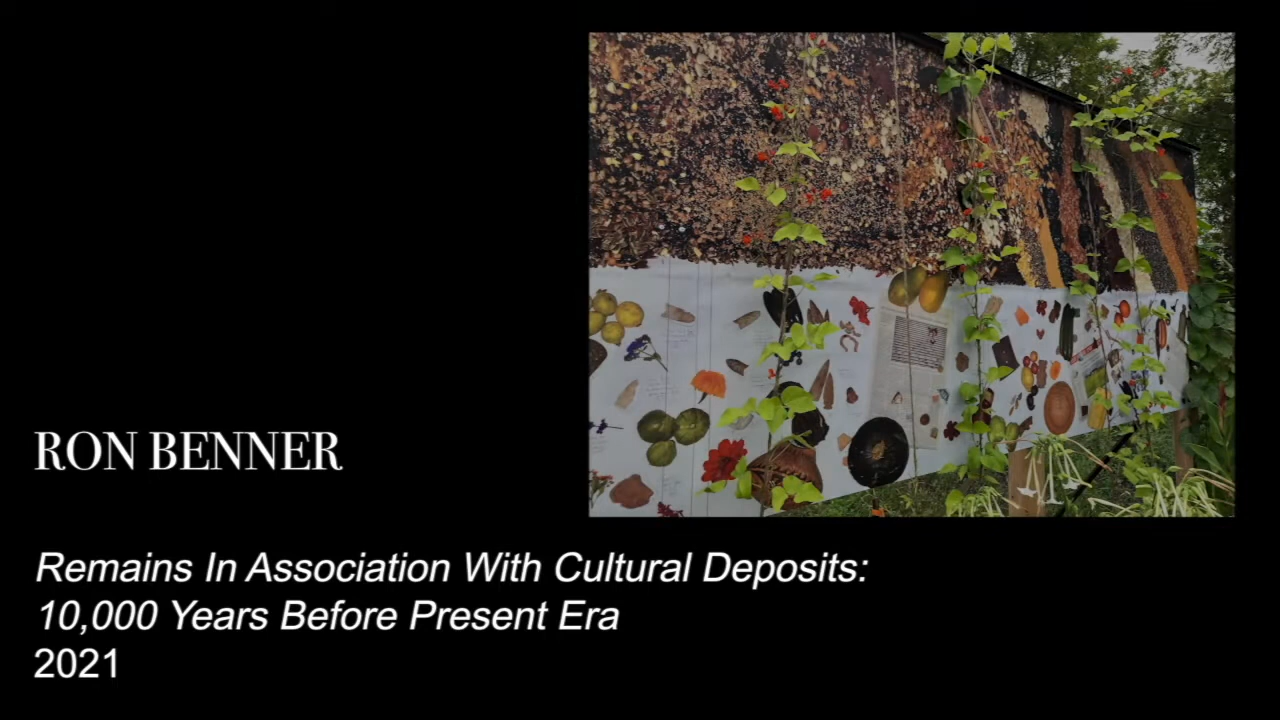 RON BENNER
Remains In Association With Cultural Deposits:
10,000 Years Before Present Era
2021